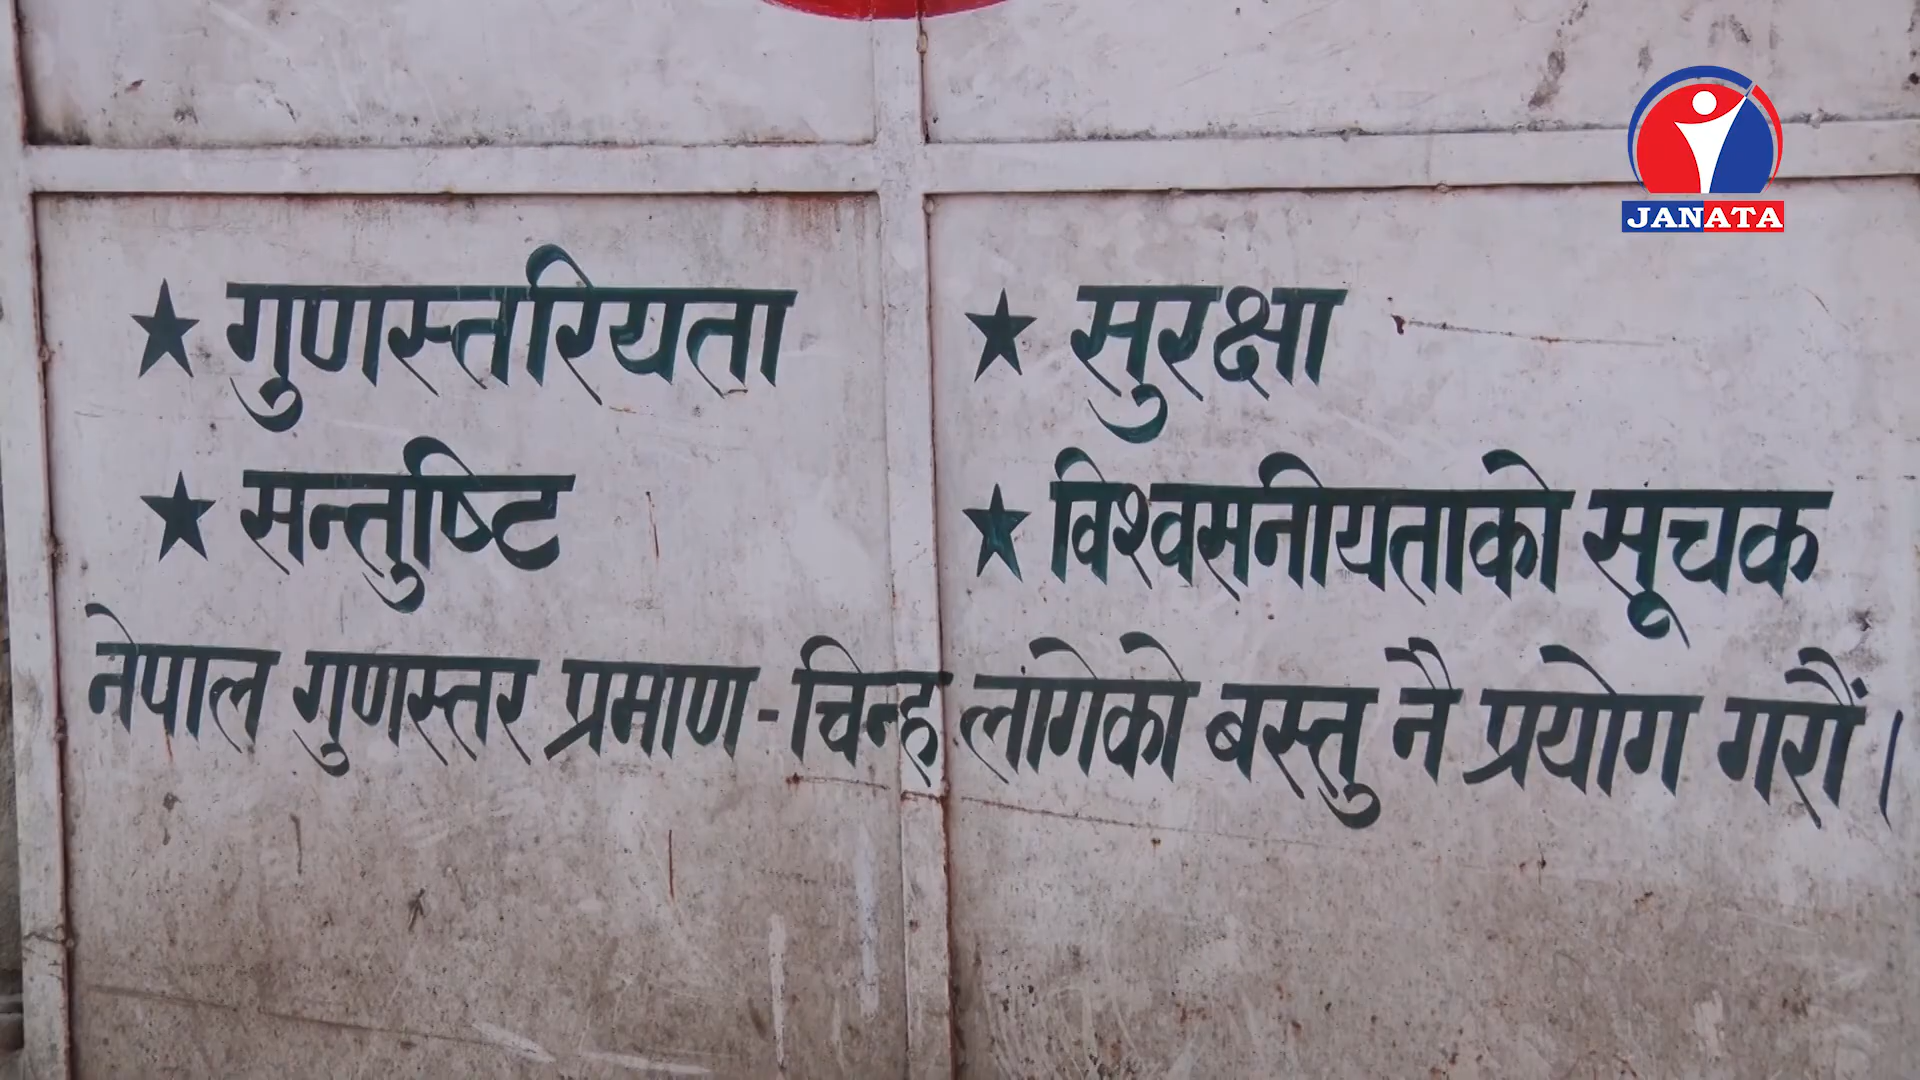 JANATA
★ गुणस्तरियता ★ सुरक्षा
★ सन्तुष्टि ★ विश्वसनीयताको सूचक
नेपाल गुणस्तर प्रमाण-चिन्ह लागेको बस्तु नै प्रयोग गरौं।